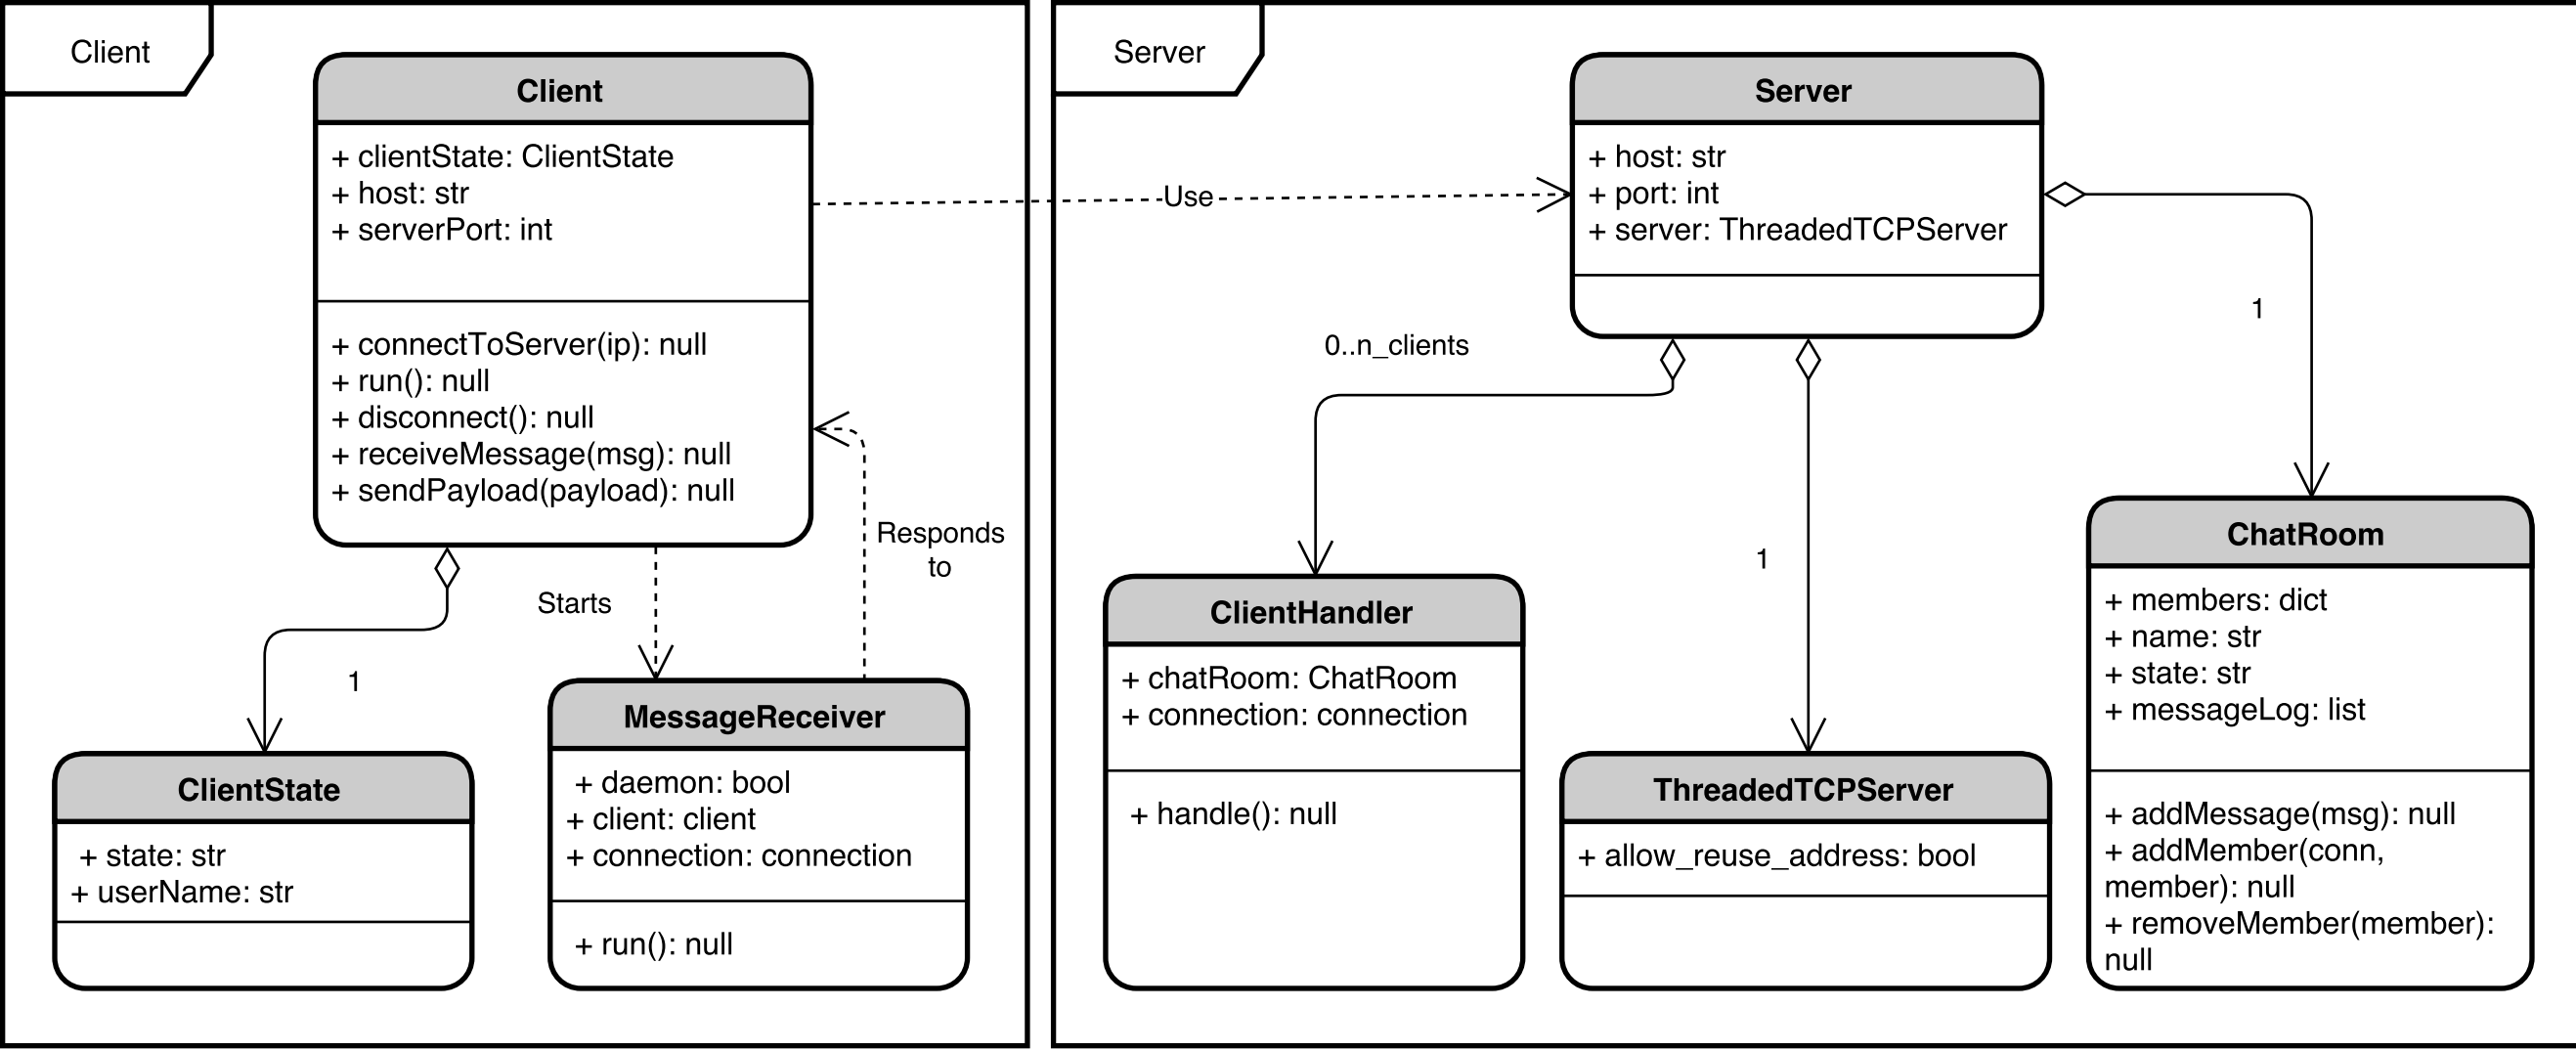 Client
Client
+ clientState: ClientState
+ host: str
+ serverPort: int
+ connectToServer(ip): null
+ run(): null
+ disconnect(): null
+ receiveMessage(msg): null
+ sendPayload(payload): null
Use
Responds
to
Starts
1
ClientState
+ state: str
+ userName: str
MessageReceiver
+ daemon: bool
+ client: client
+ connection: connection
+ run(): null
Server
Server
+ host: str
+ port: int
+ server: ThreadedTCPServer
0..n_clients
1
1
ClientHandler
+ chatRoom: ChatRoom
+ connection: connection
+ handle(): null
ThreadedTCPServer
+ allow_reuse_address: bool
ChatRoom
+ members: dict
+ name: str
+ state: str
+ messageLog: list
+ addMessage(msg): null
+ addMember(conn,
member): null
+ removeMember(member):
null